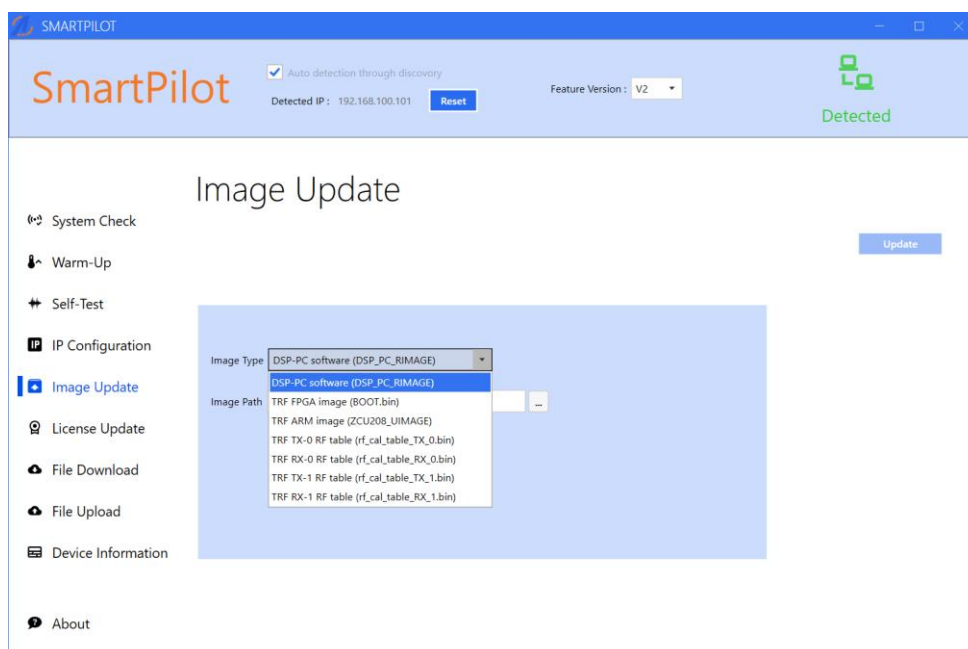 SMARTPILOT
SmartPilot
Auto detection through discovory
Detected IP : 192.168.100.101 Reset
Feature Version : V2
Detected
Image Update
System Check
Warm-Up
Self-Test
IP IP Configuration
Image Update
License Update
File Download
File Upload
Device Information
About
Update
Image Type DSP-PC software (DSP_PC_RIMAGE)
DSP-PC software (DSP_PC_RIMAGE)
Image Path TRF FPGA image (BOOT.bin) ...
TRF ARM image (ZCU208_UIMAGE)
TRF TX-0 RF table (rf_cal_table_TX_0.bin)
TRF RX-0 RF table (rf_cal_table_RX_0.bin)
TRF TX-1 RF table (rf_cal_table_TX_1.bin)
TRF RX-1 RF table (rf_cal_table_RX_1.bin)